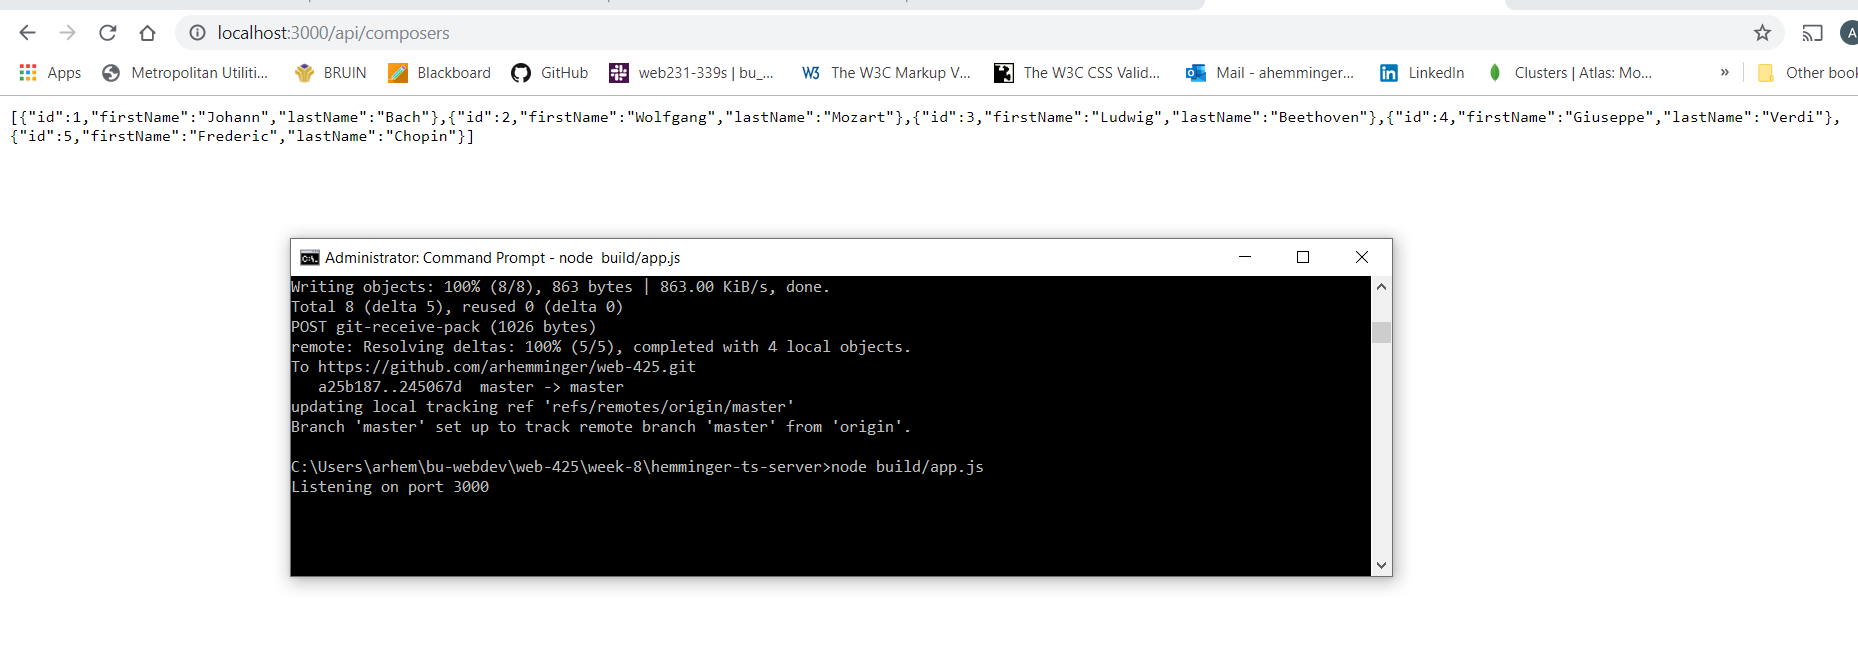 localhost:3000/api/composers
A
Apps Metropolitan Utiliti... BRUIN Blackboard GitHub web231-339s | bu_... W3 The W3C Markup V... The W3C CSS Valid... Mail - ahemminger... in LinkedIn Clusters | Atlas: Mo... » Other book
[{"id":1,"firstName":"Johann","lastName":"Bach"},{"id":2,"firstName":"Wolfgang","lastName":"Mozart"},{"id":3,"firstName":"Ludwig","lastName":"Beethoven"},{"id":4,"firstName":"Giuseppe","lastName":"Verdi"},
{"id":5,"firstName":"Frederic","lastName":"Chopin"}]
Administrator: Command Prompt - node  build/app.js
Writing objects: 100% (8/8), 863 bytes | 863.00 KiB/s, done.
Total 8 (delta 5), reused 0 (delta 0)
POST git-receive-pack (1026 bytes)
remote: Resolving deltas: 100% (5/5), completed with 4 local objects.
To https://github.com/arhemminger/web-425.git
   a25b187..245067d  master -> master
updating local tracking ref 'refs/remotes/origin/master'
Branch 'master' set up to track remote branch 'master' from 'origin'.
C:\Users\arhem\bu-webdev\web-425\week-8\hemminger-ts-server>node build/app.js
Listening on port 3000